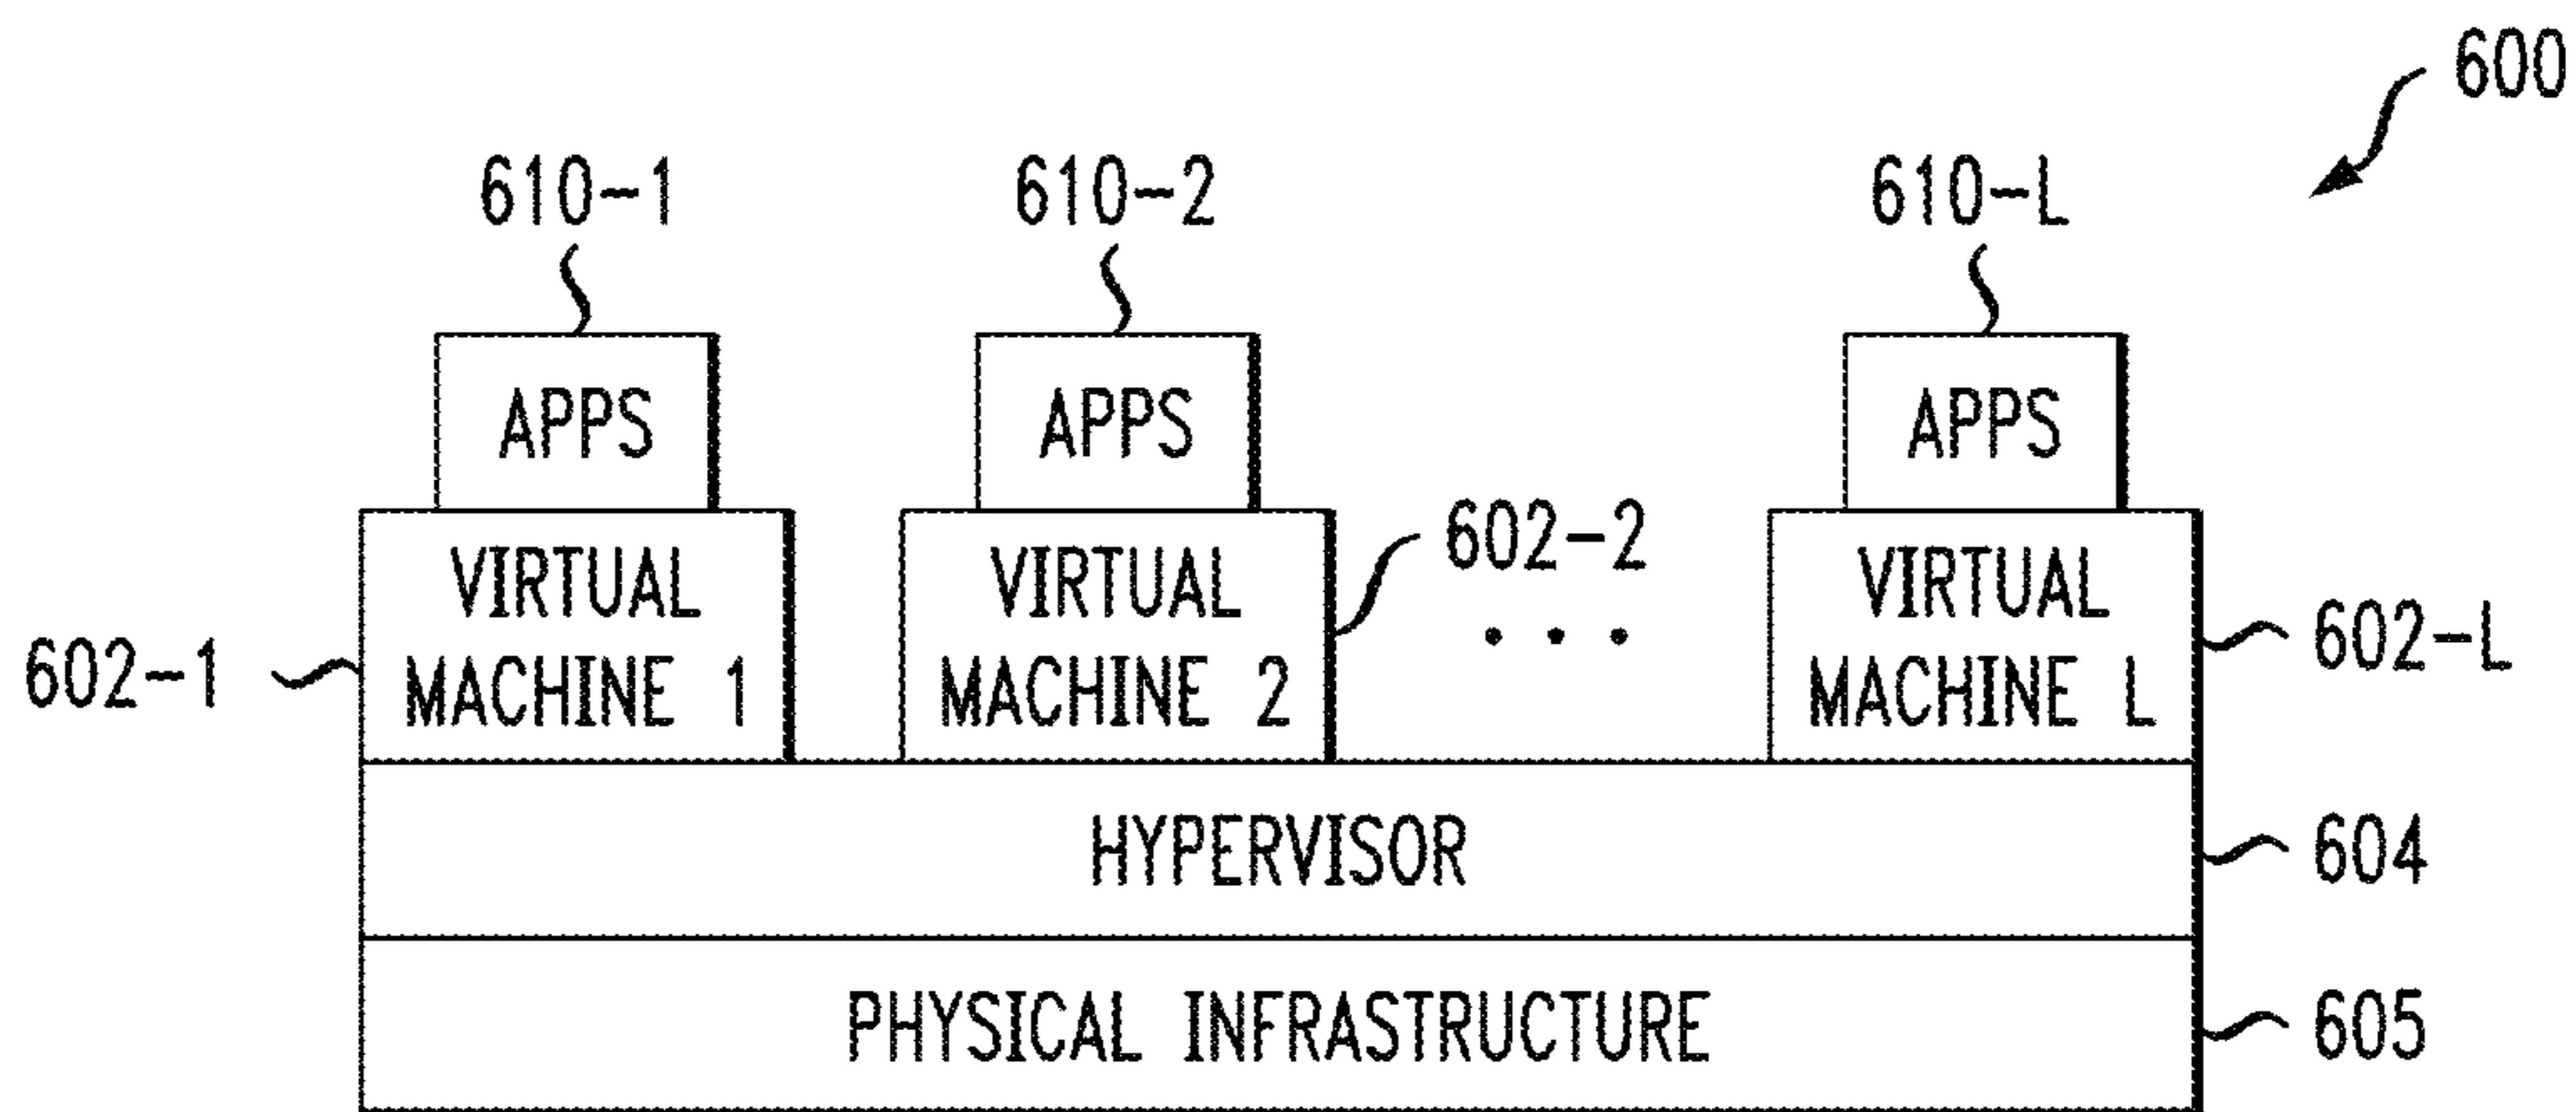 600
610-1
610-2
610-L
APPS
APPS
APPS
602-1
VIRTUAL
MACHINE 1
VIRTUAL
MACHINE 2
602-2
• • •
VIRTUAL
MACHINE L
602-L
HYPERVISOR
604
PHYSICAL INFRASTRUCTURE
605